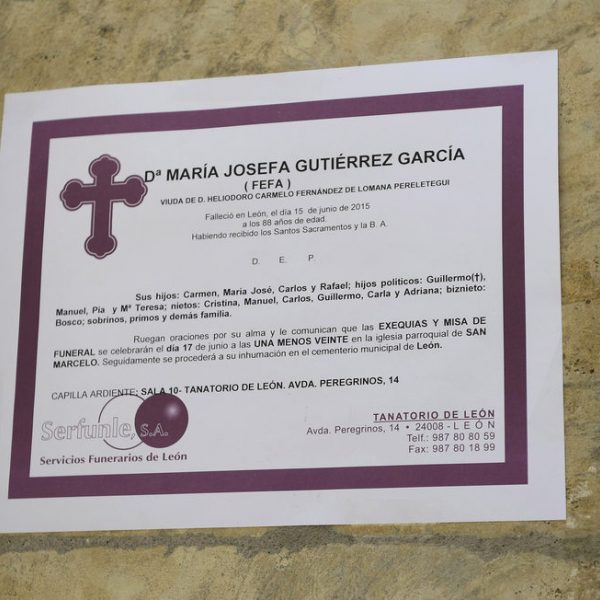 Dª MARÍA JOSEFA GUTIÉRREZ GARCÍA
( FEFA )
VIUDA DE D. HELIODORO CARMELO FERNÁNDEZ DE LOMANA PERELETEGUI
Falleció en León, el día 15 de junio de 2015
a los 88 años de edad.
Habiendo recibido los Santos Sacramentos y la B. A.
D. E. P.
Sus hijos: Carmen, María José, Carlos y Rafael; hijos políticos: Guillermo(†),
Manuel, Pía y Mª Teresa; nietos: Cristina, Manuel, Carlos, Guillermo, Carla y Adriana; biznieto:
Bosco; sobrinos, primos y demás familia.
Ruegan oraciones por su alma y le comunican que las EXEQUIAS Y MISA DE
FUNERAL se celebrarán el día 17 de junio a las UNA MENOS VEINTE en la iglesia parroquial de SAN
MARCELO. Seguidamente se procederá a su inhumación en el cementerio municipal de León.
CAPILLA ARDIENTE: SALA 10- TANATORIO DE LEÓN. AVDA. PEREGRINOS, 14
Serfunle, S.A.
Servicios Funerarios de León
TANATORIO DE LEÓN
Avda. Peregrinos, 14 • 24008 - LEÓN
Telf.: 987 80 80 59
Fax: 987 80 18 99